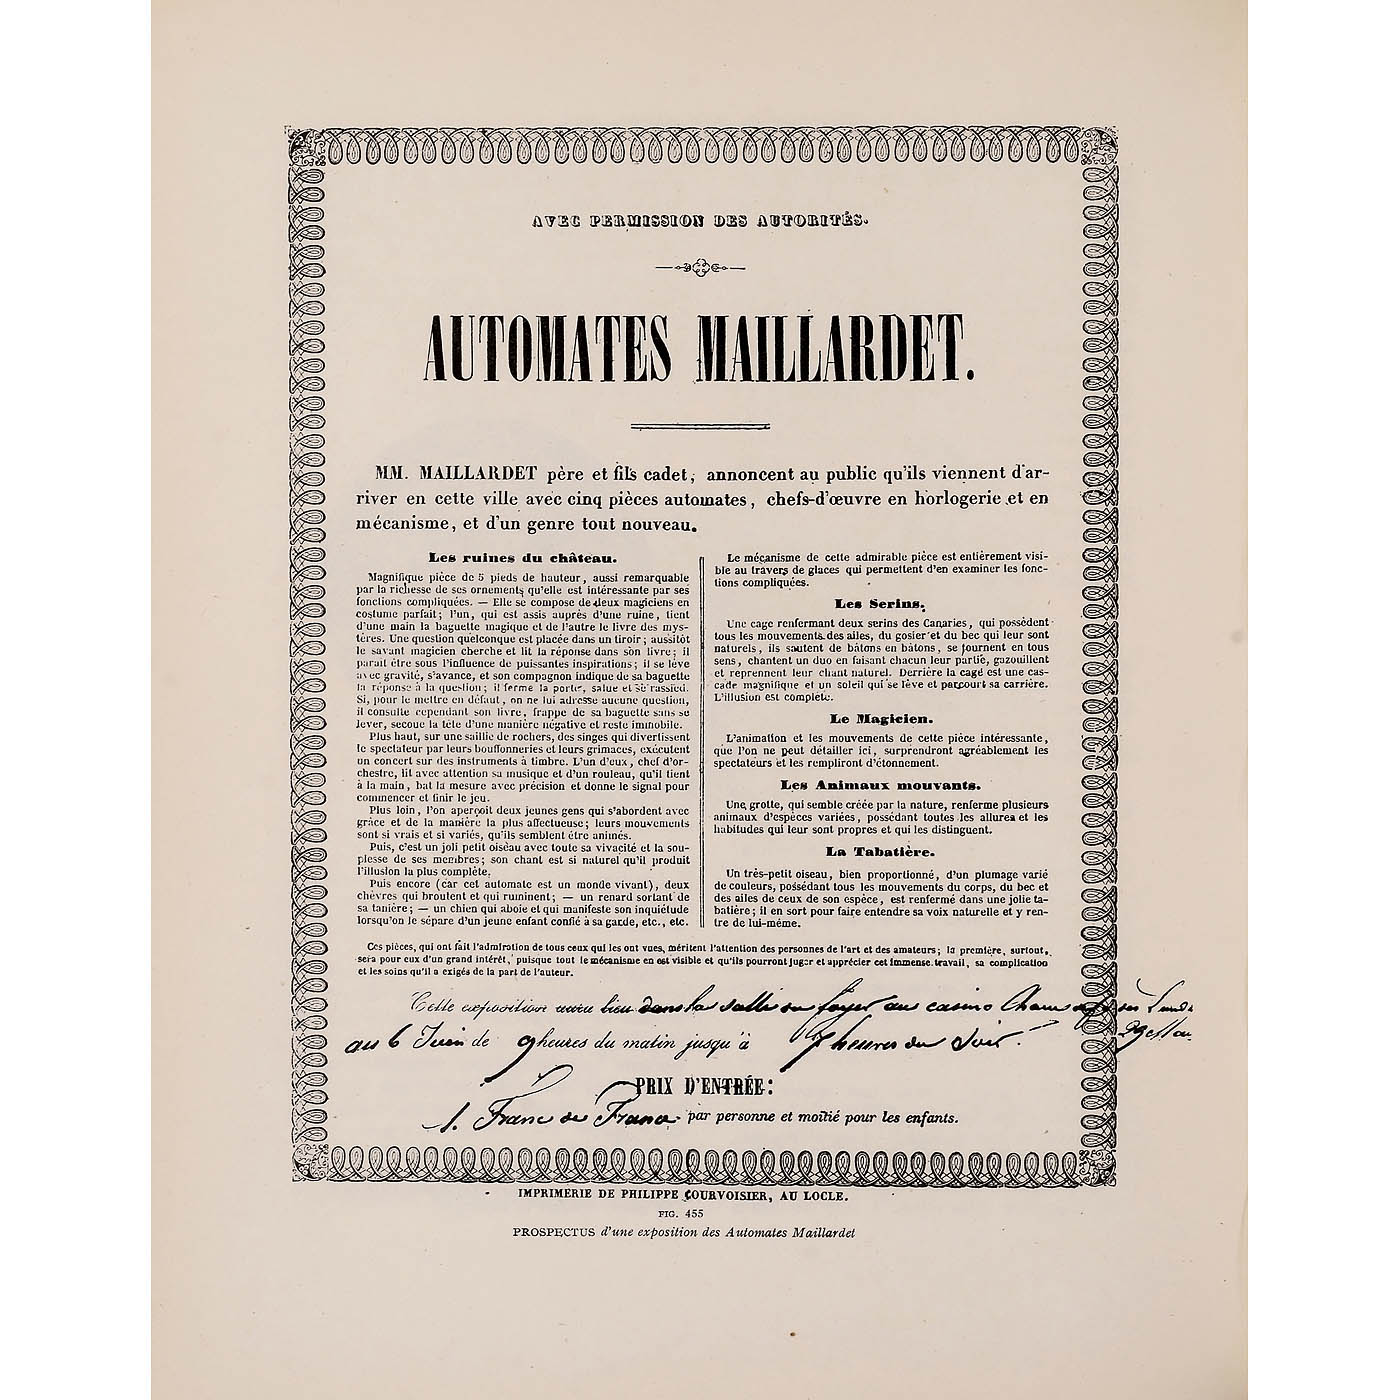 AVEC PERMISSION DES AUTORITÉS.
AUTOMATES MAILLARDET.
MM. MAILLARDET père et fils cadet, annoncent au public qu'ils viennent d'ar-
river en cette ville avec cinq pièces automates, chefs-d'œuvre en horlogerie et en
mécanisme, et d'un genre tout nouveau.
Les ruines du château.
Magnifique pièce de 5 pieds de hauteur, aussi remarquable
par la richesse de ses ornements qu'elle est intéressante par ses
fonctions compliquées. — Elle se compose de deux magiciens en
costume parfait; l'un, qui est assis auprès d'une ruine, tient
d'une main la baguette magique et de l'autre le livre des mys-
tères. Une question quelconque est placée dans un tiroir; aussitôt
le savant magicien cherche et lit la réponse dans son livre; il
paraît être sous l'influence de puissantes inspirations; il se lève
avec gravité, s'avance, et son compagnon indique de sa baguette
la réponse à la question; il ferme la porte, salue et se rassied.
Si, pour le mettre en défaut, on ne lui adresse aucune question,
il consulte cependant son livre, frappe de sa baguette sans se
lever, secoue la tête d'une manière négative et reste immobile.
Plus haut, sur une saillie de rochers, des singes qui divertissent
le spectateur par leurs bouffonneries et leurs grimaces, exécutent
un concert sur des instruments à timbre. L'un d'eux, chef d'or-
chestre, lit avec attention sa musique et d'un rouleau, qu'il tient
à la main, bat la mesure avec précision et donne le signal pour
commencer et finir le jeu.
Plus loin, l'on aperçoit deux jeunes gens qui s'abordent avec
grâce et de la manière la plus affectueuse; leurs mouvements
sont si vrais et si variés, qu'ils semblent être animés.
Puis, c'est un joli petit oiseau avec toute sa vivacité et la sou-
plesse de ses membres; son chant est si naturel qu'il produit
l'illusion la plus complète.
Puis encore (car cet automate est un monde vivant), deux
chèvres qui broutent et qui ruminent; — un renard sortant de
sa tanière; — un chien qui aboie et qui manifeste son inquiétude
lorsqu'on le sépare d'un jeune enfant confié à sa garde, etc., etc.
Le mécanisme de cette admirable pièce est entièrement visi-
ble au travers de glaces qui permettent d'en examiner les fonc-
tions compliquées.
Les Serins.
Une cage renfermant deux serins des Canaries, qui possèdent
tous les mouvements des ailes, du gosier et du bec qui leur sont
naturels, ils sautent de bâtons en bâtons, se tournent en tous
sens, chantent un duo en faisant chacun leur partie, gazouillent
et reprennent leur chant naturel. Derrière la cage est une cas-
cade magnifique et un soleil qui se lève et parcourt sa carrière.
L'illusion est complète.
Le Magicien.
L'animation et les mouvements de cette pièce intéressante,
que l'on ne peut détailler ici, surprendront agréablement les
spectateurs et les rempliront d'étonnement.
Les Animaux mouvants.
Une grotte, qui semble créée par la nature, renferme plusieurs
animaux d'espèces variées, possédant toutes les allures et les
habitudes qui leur sont propres et qui les distinguent.
La Tabatière.
Un très-petit oiseau, bien proportionné, d'un plumage varié
de couleurs, possédant tous les mouvements du corps, du bec et
des ailes de ceux de son espèce, est renfermé dans une jolie ta-
batière; il en sort pour faire entendre sa voix naturelle et y ren-
tre de lui-même.
Ces pièces, qui ont fait l'admiration de tous ceux qui les ont vues, méritent l'attention des personnes de l'art et des amateurs; la première, surtout,
sera pour eux d'un grand intérêt, puisque tout le mécanisme en est visible et qu'ils pourront juger et apprécier cet immense travail, sa complication
et les soins qu'il a exigés de la part de l'auteur.
Cette exposition aura lieu dans la salle du foyer au casino
au 6 Juin de 9 heures du matin jusqu'à 7 heures du Soir.
PRIX D'ENTRÉE:
1. Franc de France par personne et moitié pour les enfants.
IMPRIMERIE DE PHILIPPE COURVOISIER, AU LOCLE.
FIG. 455
PROSPECTUS d'une exposition des Automates Maillardet